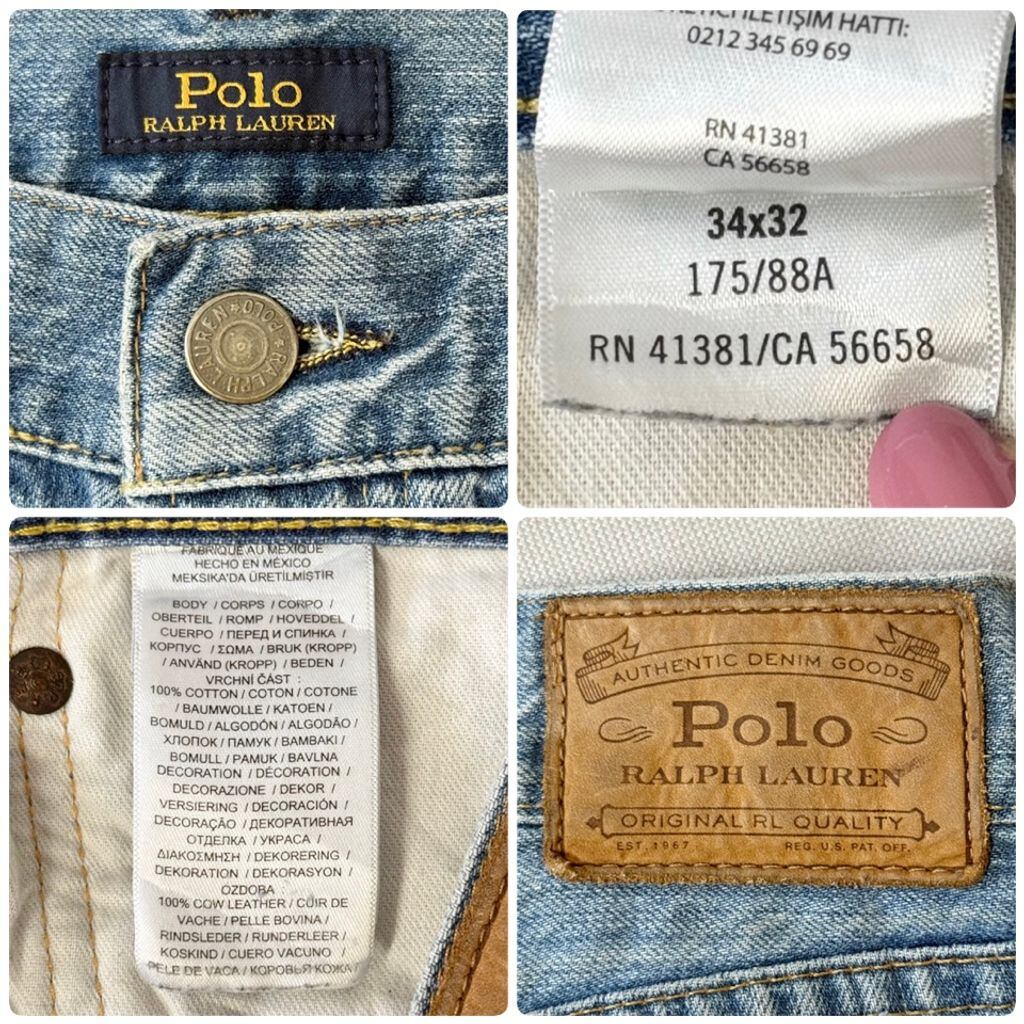 Polo
RALPH LAUREN
RALPH LAUREN * POLO *
İLETİŞİM HATTI:
0212 345 69 69
RN 41381
CA 56658
34x32
175/88A
RN 41381/CA 56658
FABRIQUE AU MEXIQUE
HECHO EN MÉXICO
MEKSIKA'DA ÜRETİLMİŞTİR
BODY / CORPS / CORPO /
OBERTEIL / ROMP / HOVEDDEL /
CUERPO / ПЕРЕД И СПИНКА /
КОРПУС / ΣΩΜΑ / BRUK (KROPP)
/ ANVÄND (KROPP) / BEDEN /
VRCHNÍ ČÁST :
100% COTTON / COTON / COTONE
/ BAUMWOLLE / KATOEN /
BOMULD / ALGODÓN / ALGODÃO /
ХЛОПОК / ПАМУК / ΒΑΜΒΑΚΙ /
BOMULL / PAMUK / BAVLNA
DECORATION / DÉCORATION /
DECORAZIONE / DEKOR /
VERSIERING / DECORACIÓN /
DECORAÇÃO / ДЕКОРАТИВНАЯ
ОТДЕЛКА / УКРАСА /
ΔΙΑΚΟΣΜΗΣΗ / DEKORERING /
DEKORATION / DEKORASYON /
OZDOBA :
100% COW LEATHER / CUIR DE
VACHE / PELLE BOVINA /
RINDSLEDER / RUNDERLEER /
KOSKIND / CUERO VACUNO /
PELE DE VACA / КОРОВЬЯ КОЖА
AUTHENTIC DENIM GOODS
Polo
RALPH LAUREN
ORIGINAL RL QUALITY
EST. 1967 REG. U.S. PAT. OFF.